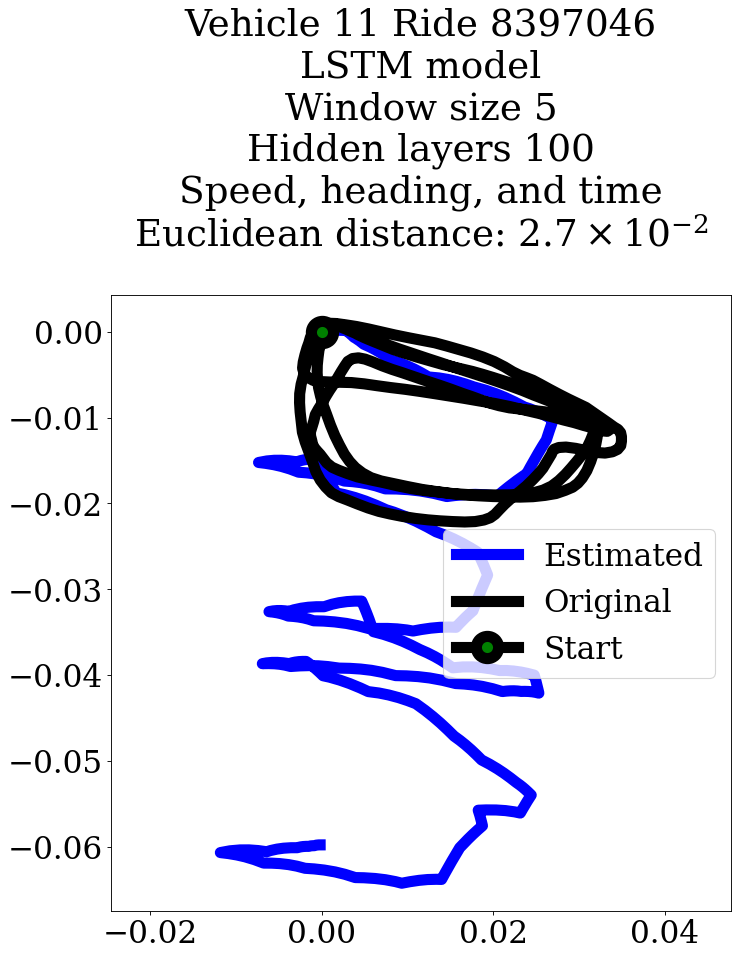 Vehicle 11 Ride 8397046
LSTM model
Window size 5
Hidden layers 100
Speed, heading, and time
Euclidean distance: 2.7 × 10⁻²
0.00
−0.01
−0.02
−0.03
−0.04
−0.05
−0.06
Estimated
Original
Start
−0.02
0.00
0.02
0.04